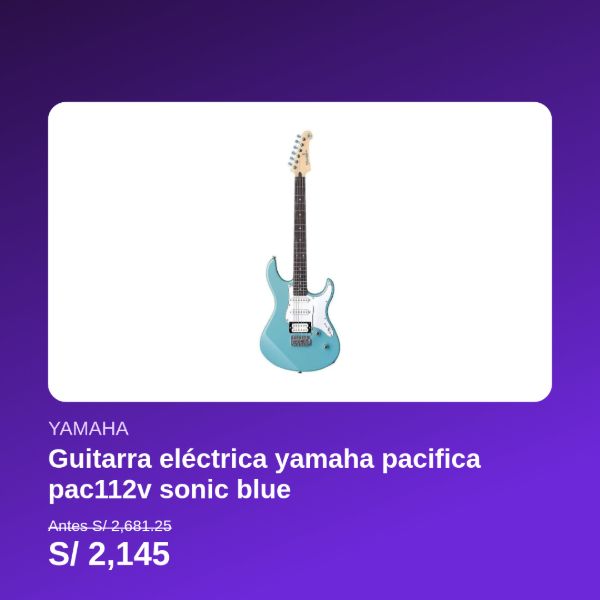 YAMAHA
Guitarra eléctrica yamaha pacifica
pac112v sonic blue
Antes S/ 2,681.25
S/ 2,145